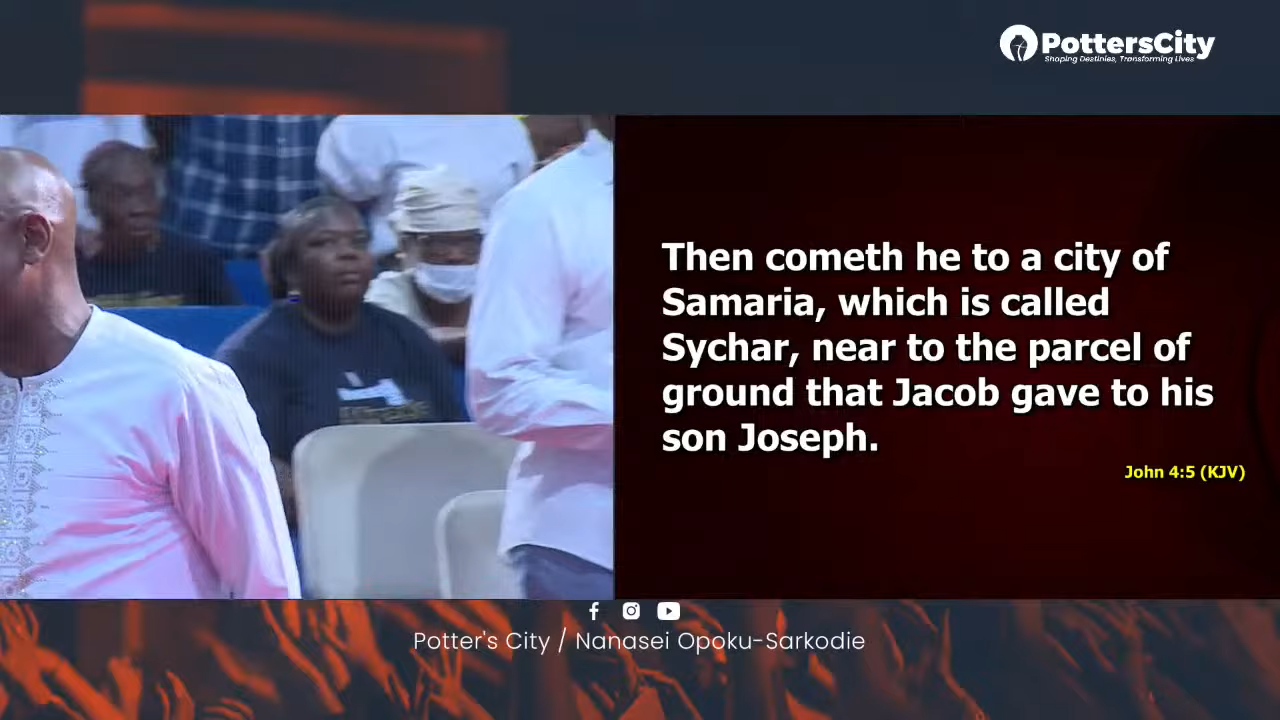 PottersCity
Shaping Destinies, Transforming Lives
Then cometh he to a city of
Samaria, which is called
Sychar, near to the parcel of
ground that Jacob gave to his
son Joseph.
John 4:5 (KJV)
Potter's City / Nanasei Opoku-Sarkodie